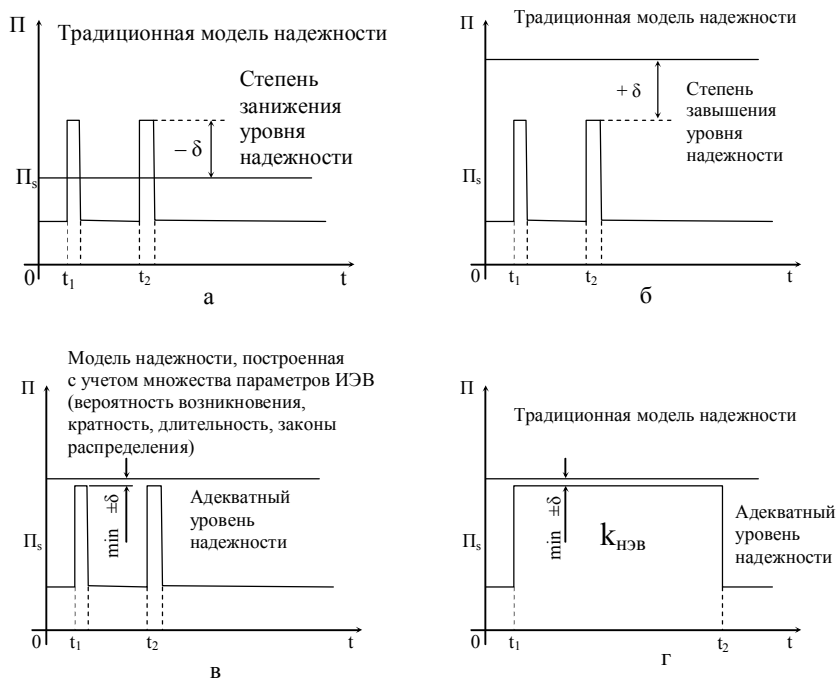 П
Традиционная модель надежности
Степень
занижения
уровня
надежности
– δ
Пs
0
t1
t2
t
а
П
Традиционная модель надежности
+ δ
Степень
завышения
уровня
надежности
Пs
0
t1
t2
t
б
Модель надежности, построенная
с учетом множества параметров ИЭВ
(вероятность возникновения,
кратность, длительность, законы
распределения)
П
min ±δ
Адекватный
уровень
надежности
Пs
0
t1
t2
t
в
П
Традиционная модель надежности
min ±δ
kнэв
Адекватный
уровень
надежности
Пs
0
t1
t2
t
г